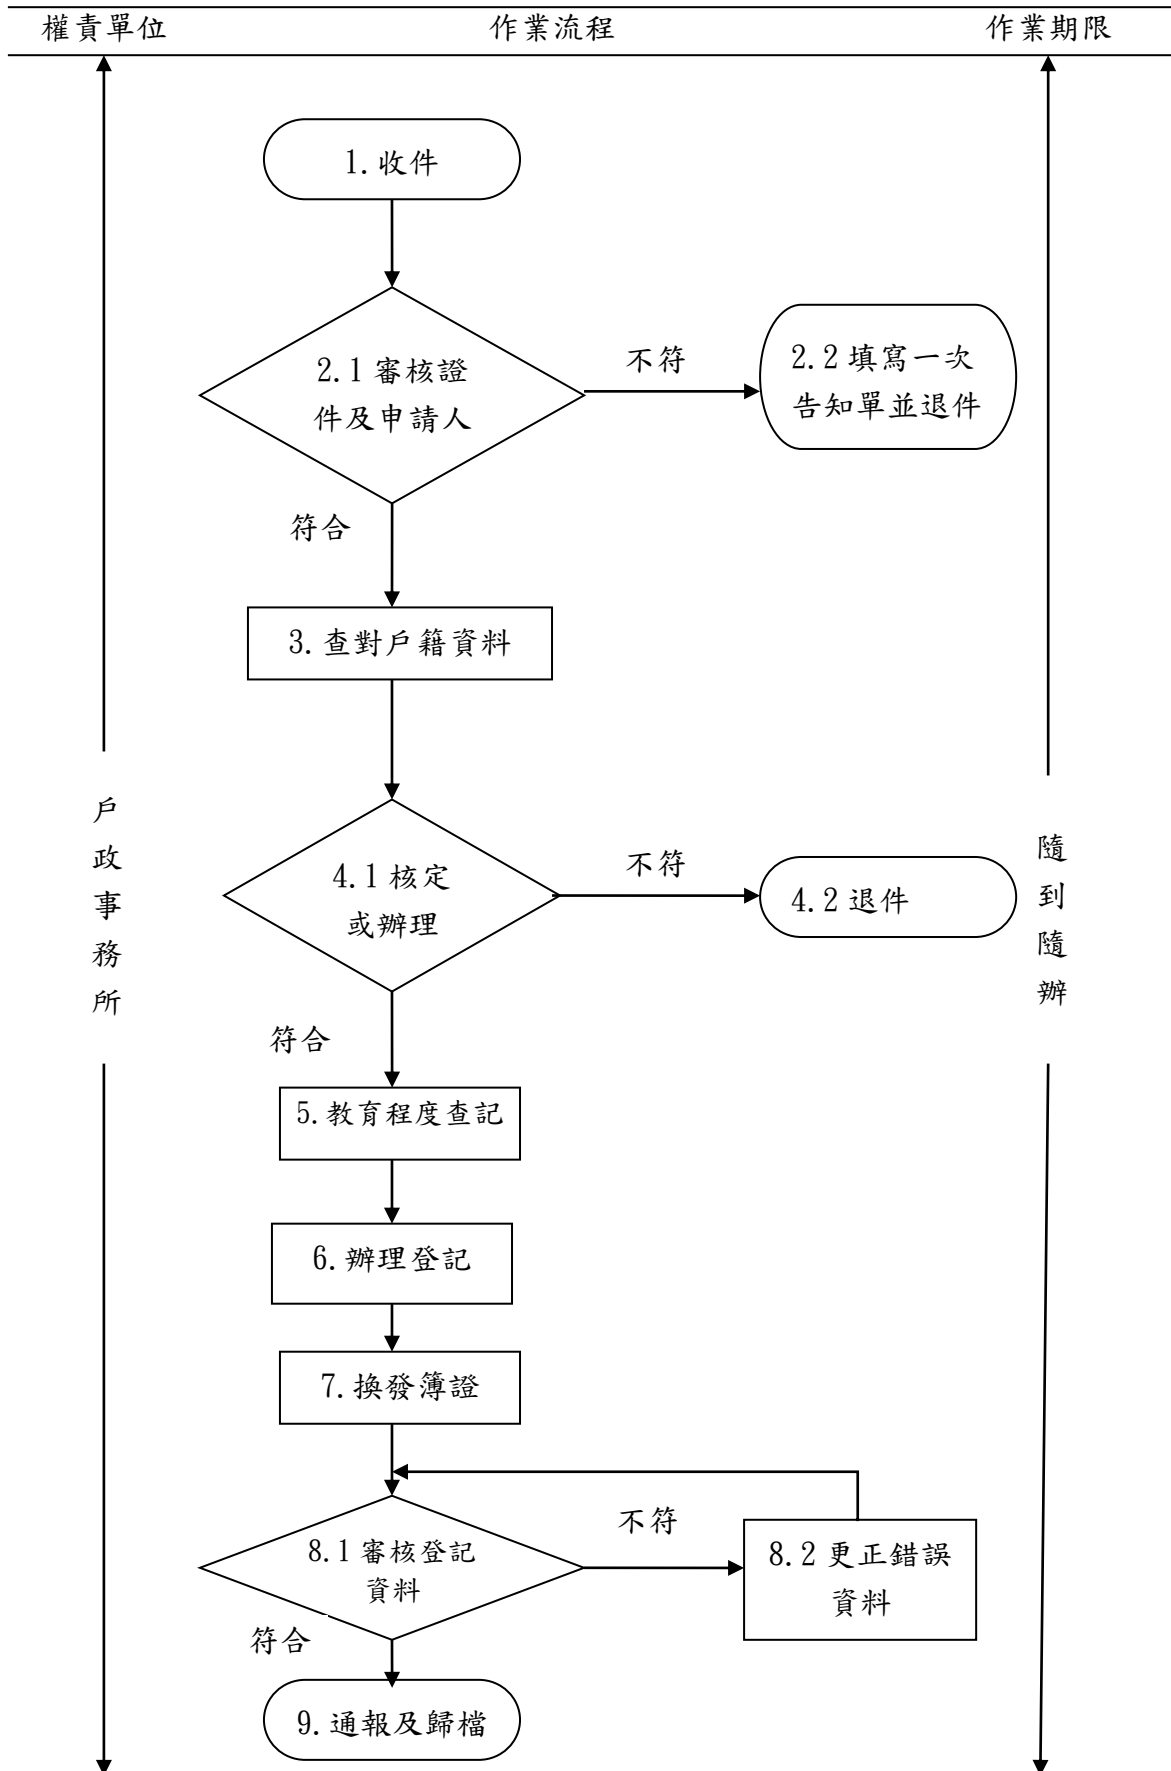 權責單位 作業流程 作業期限
1.收件
2.1審核證
件及申請人
不符
2.2填寫一次
告知單並退件
符合
3.查對戶籍資料
4.1核定
或辦理
不符
4.2退件
戶
政
事
務
所
隨
到
隨
辦
符合
5.教育程度查記
6.辦理登記
7.換發簿證
8.1審核登記
資料
不符
8.2更正錯誤
資料
符合
9.通報及歸檔